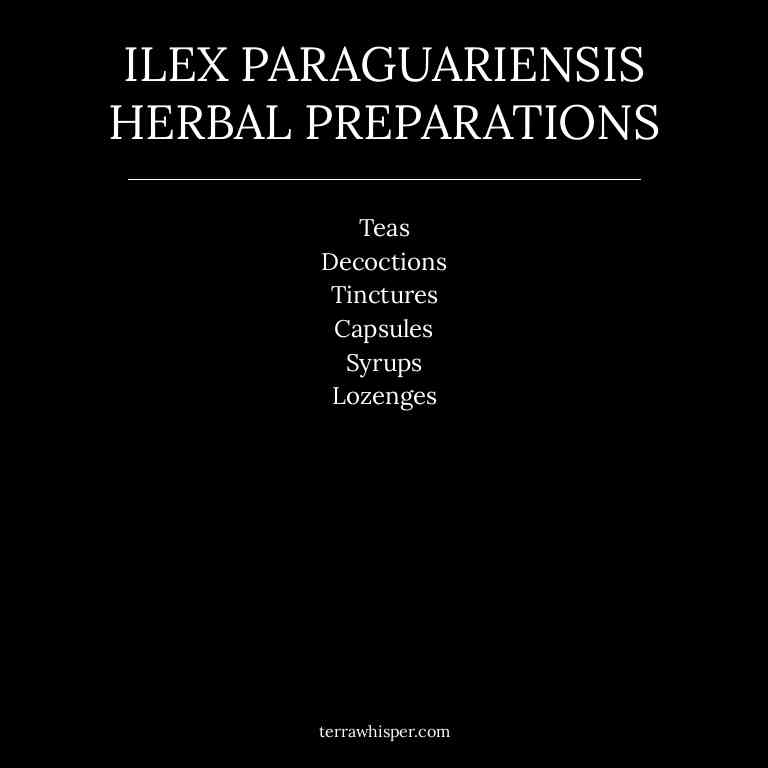 ILEX PARAGUARIENSIS
HERBAL PREPARATIONS
Teas
Decoctions
Tinctures
Capsules
Syrups
Lozenges
terrawhisper.com